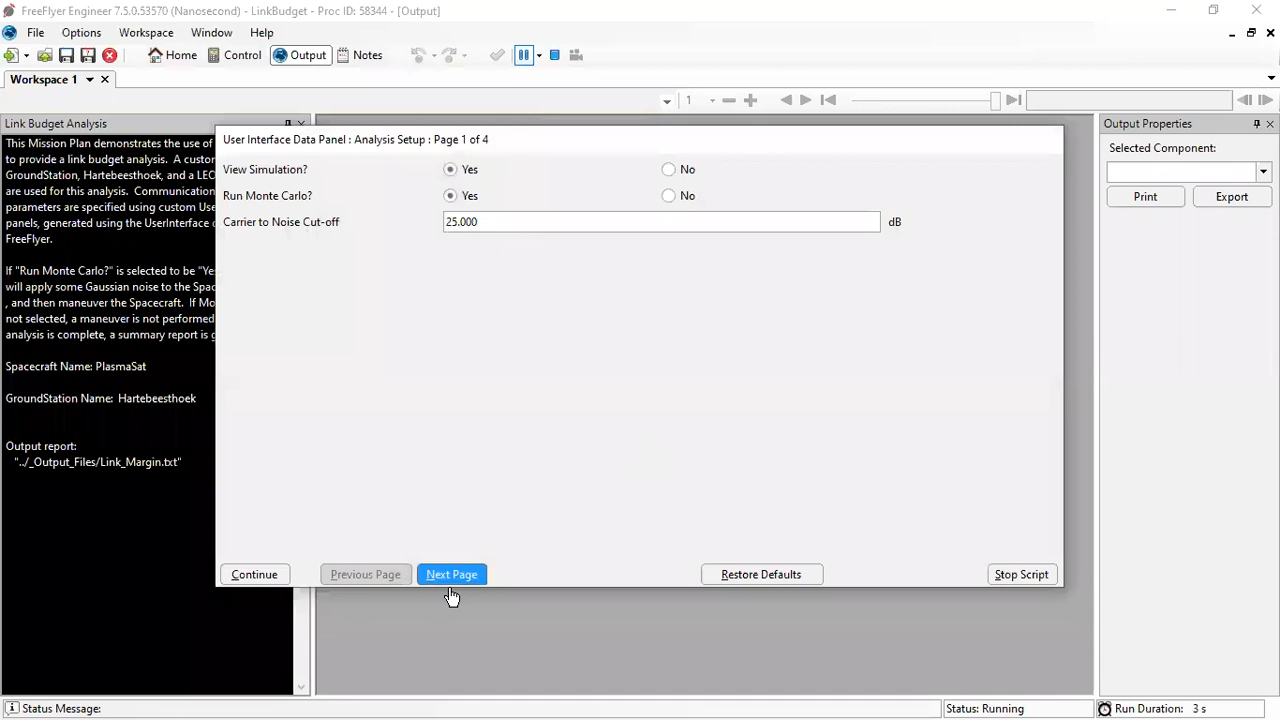 FreeFlyer Engineer 7.5.0.53570 (Nanosecond) - LinkBudget - Proc ID: 58344 - [Output]
File Options Workspace Window Help
Home Control Output Notes
Workspace 1
1
Link Budget Analysis
This Mission Plan demonstrates the use of
to provide a link budget analysis. A custom
GroundStation, Hartebeesthoek, and a LEO
are used for this analysis. Communication
parameters are specified using custom Use
panels, generated using the UserInterface o
FreeFlyer.
If "Run Monte Carlo?" is selected to be "Ye
will apply some Gaussian noise to the Spac
, and then maneuver the Spacecraft. If Mo
not selected, a maneuver is not performed
analysis is complete, a summary report is g
Spacecraft Name: PlasmaSat
GroundStation Name: Hartebeesthoek
Output report:
"../_Output_Files/Link_Margin.txt"
User Interface Data Panel : Analysis Setup : Page 1 of 4
View Simulation? Yes No
Run Monte Carlo? Yes No
Carrier to Noise Cut-off 25.000 dB
Continue Previous Page Next Page Restore Defaults Stop Script
Output Properties
Selected Component:
Print Export
Status Message: Status: Running Run Duration: 3 s